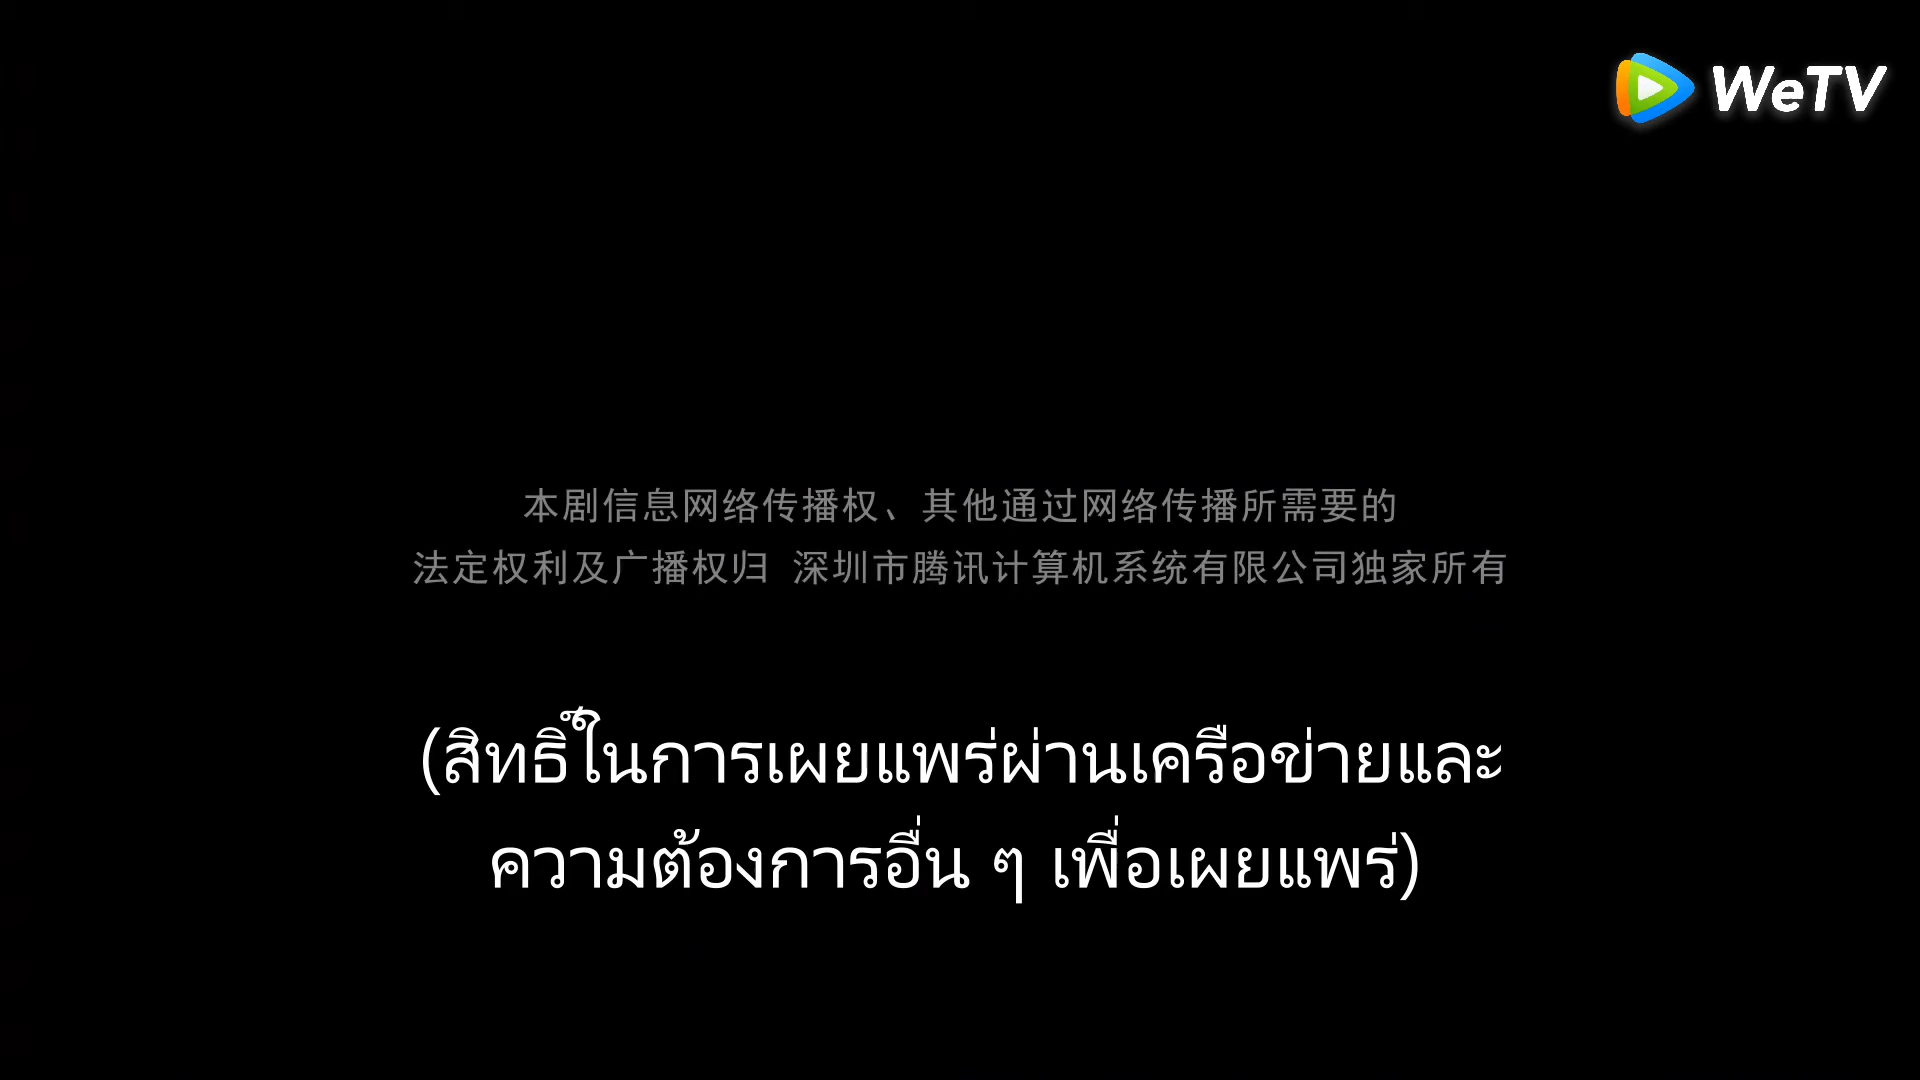 WeTV
本剧信息网络传播权、其他通过网络传播所需要的
法定权利及广播权归 深圳市腾讯计算机系统有限公司独家所有
(สิทธิ์ในการเผยแพร่ผ่านเครือข่ายและ
ความต้องการอื่น ๆ เพื่อเผยแพร่)